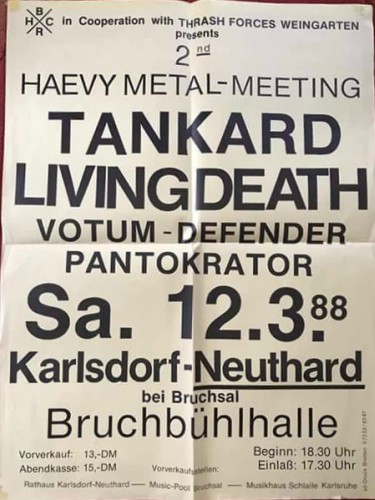 H B C R in Cooperation with THRASH FORCES WEINGARTEN
presents
2nd
HAEVY METAL-MEETING
TANKARD
LIVING DEATH
VOTUM - DEFENDER
PANTOKRATOR
Sa. 12.3.88
Karlsdorf-Neuthard
bei Bruchsal
Bruchbühlhalle
Vorverkauf: 13,-DM
Abendkasse: 15,-DM
Beginn: 18.30 Uhr
Einlaß: 17.30 Uhr
Vorverkaufsstellen:
Rathaus Karlsdorf-Neuthard — Music-Pool Bruchsal — Musikhaus Schlaile Karlsruhe